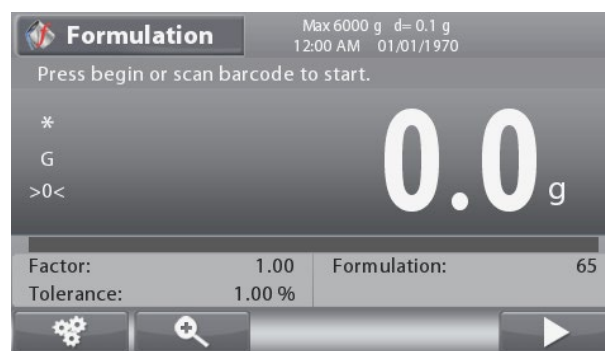 Formulation
Max 6000 g d= 0.1 g
12:00 AM 01/01/1970
Press begin or scan barcode to start.
*
G
>0<
0.0 g
Factor: 1.00
Formulation: 65
Tolerance: 1.00 %